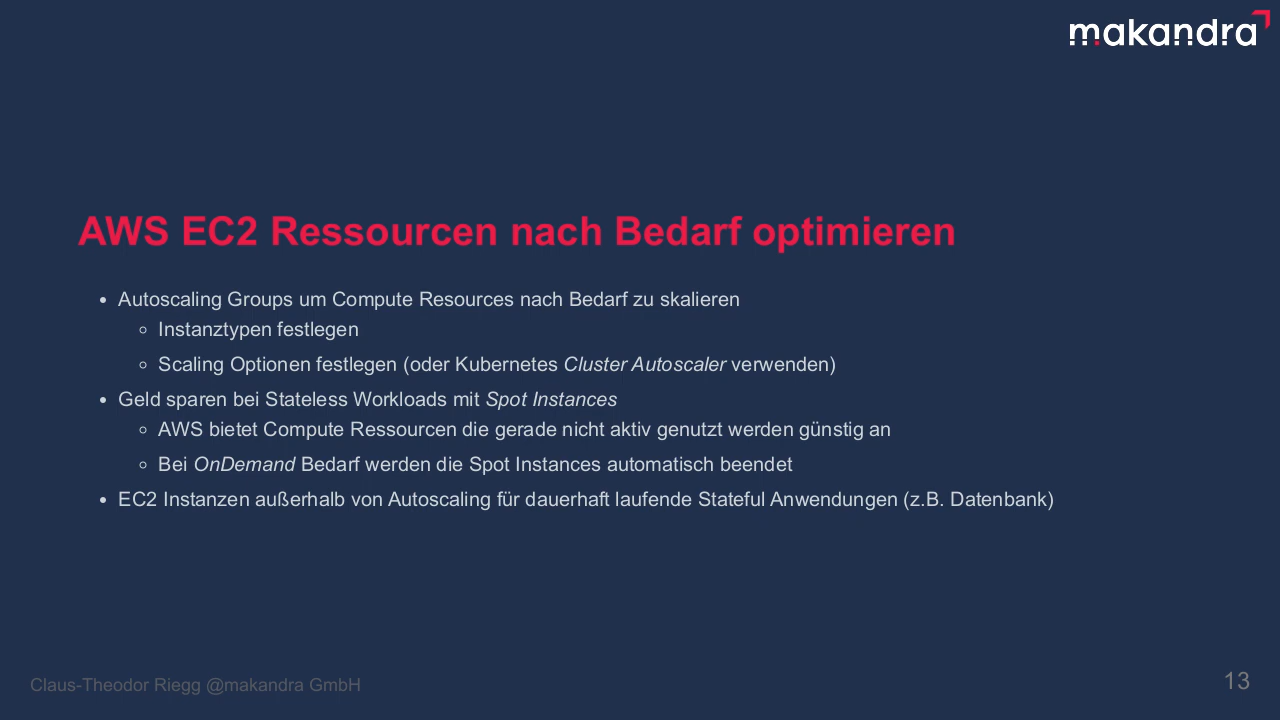 makandra
AWS EC2 Ressourcen nach Bedarf optimieren
Autoscaling Groups um Compute Resources nach Bedarf zu skalieren
Instanztypen festlegen
Scaling Optionen festlegen (oder Kubernetes Cluster Autoscaler verwenden)
Geld sparen bei Stateless Workloads mit Spot Instances
AWS bietet Compute Ressourcen die gerade nicht aktiv genutzt werden günstig an
Bei OnDemand Bedarf werden die Spot Instances automatisch beendet
EC2 Instanzen außerhalb von Autoscaling für dauerhaft laufende Stateful Anwendungen (z.B. Datenbank)
Claus-Theodor Riegg @makandra GmbH
13